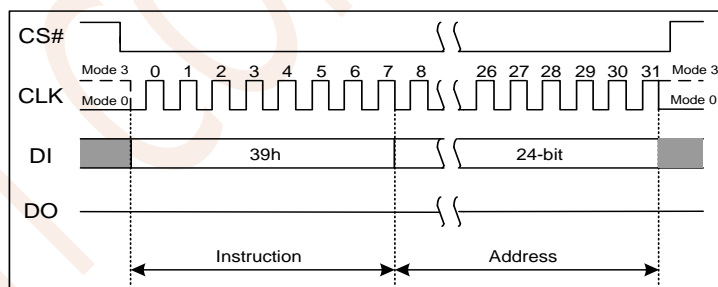 CS#
Mode 3 0 1 2 3 4 5 6 7 8 26 27 28 29 30 31 Mode 3
CLK
Mode 0 Mode 0
DI 39h 24-bit
DO
Instruction Address